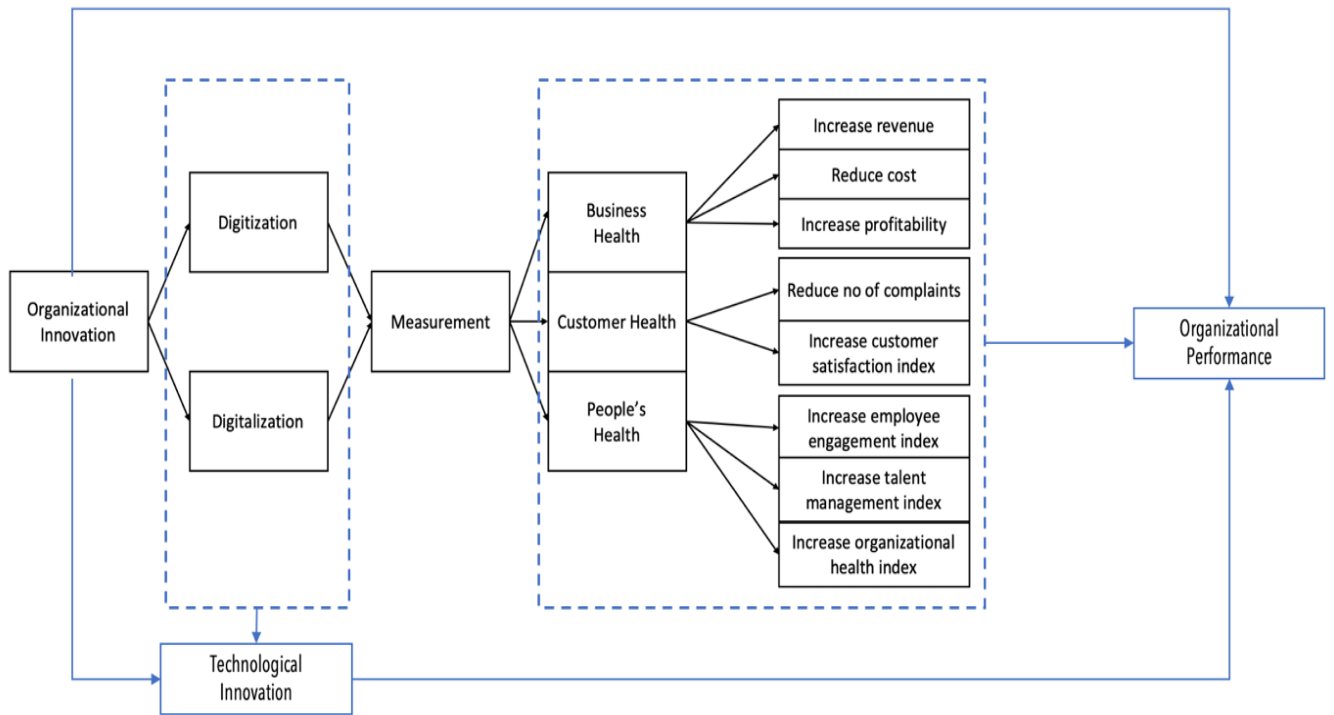 Organizational
Innovation
Digitization
Digitalization
Technological
Innovation
Measurement
Business
Health
Customer Health
People's
Health
Increase revenue
Reduce cost
Increase profitability
Reduce no of complaints
Increase customer
satisfaction index
Increase employee
engagement index
Increase talent
management index
Increase organizational
health index
Organizational
Performance